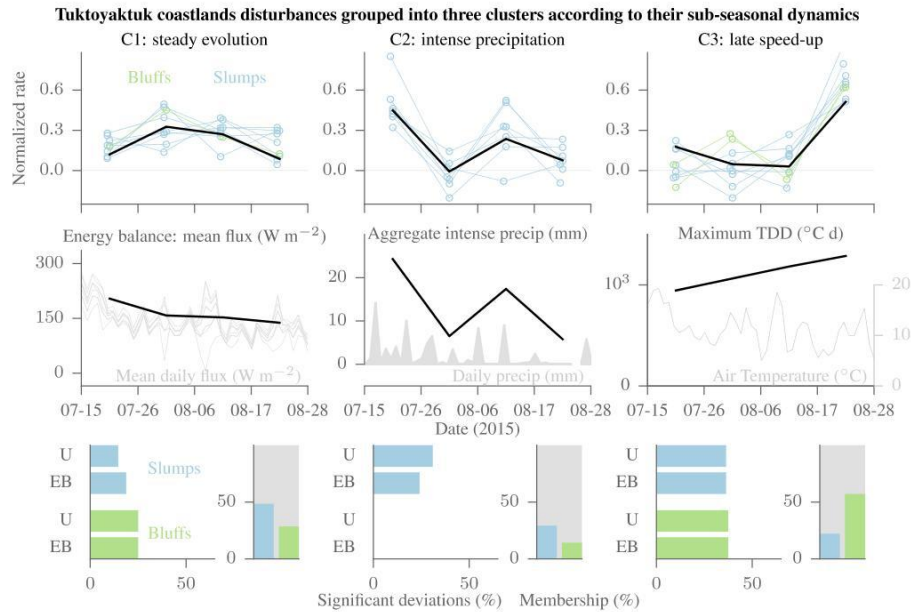 Tuktoyaktuk coastlands disturbances grouped into three clusters according to their sub-seasonal dynamics
C1: steady evolution
C2: intense precipitation
C3: late speed-up
Normalized rate
0.6
0.3
0.0
Bluffs
Slumps
0.6
0.3
0.0
0.6
0.3
0.0
Energy balance: mean flux (W m−2)
Aggregate intense precip (mm)
Maximum TDD (°C d)
300
150
0
Mean daily flux (W m−2)
20
10
0
Daily precip (mm)
10³
0
20
10
0
Air Temperature (°C)
07-15
07-26
08-06
08-17
08-28
07-15
07-26
08-06
08-17
08-28
07-15
07-26
08-06
08-17
08-28
Date (2015)
U
EB
Slumps
U
EB
Bluffs
0
50
50
0
U
EB
U
EB
0
50
50
0
U
EB
U
EB
0
50
50
0
Significant deviations (%)
Membership (%)